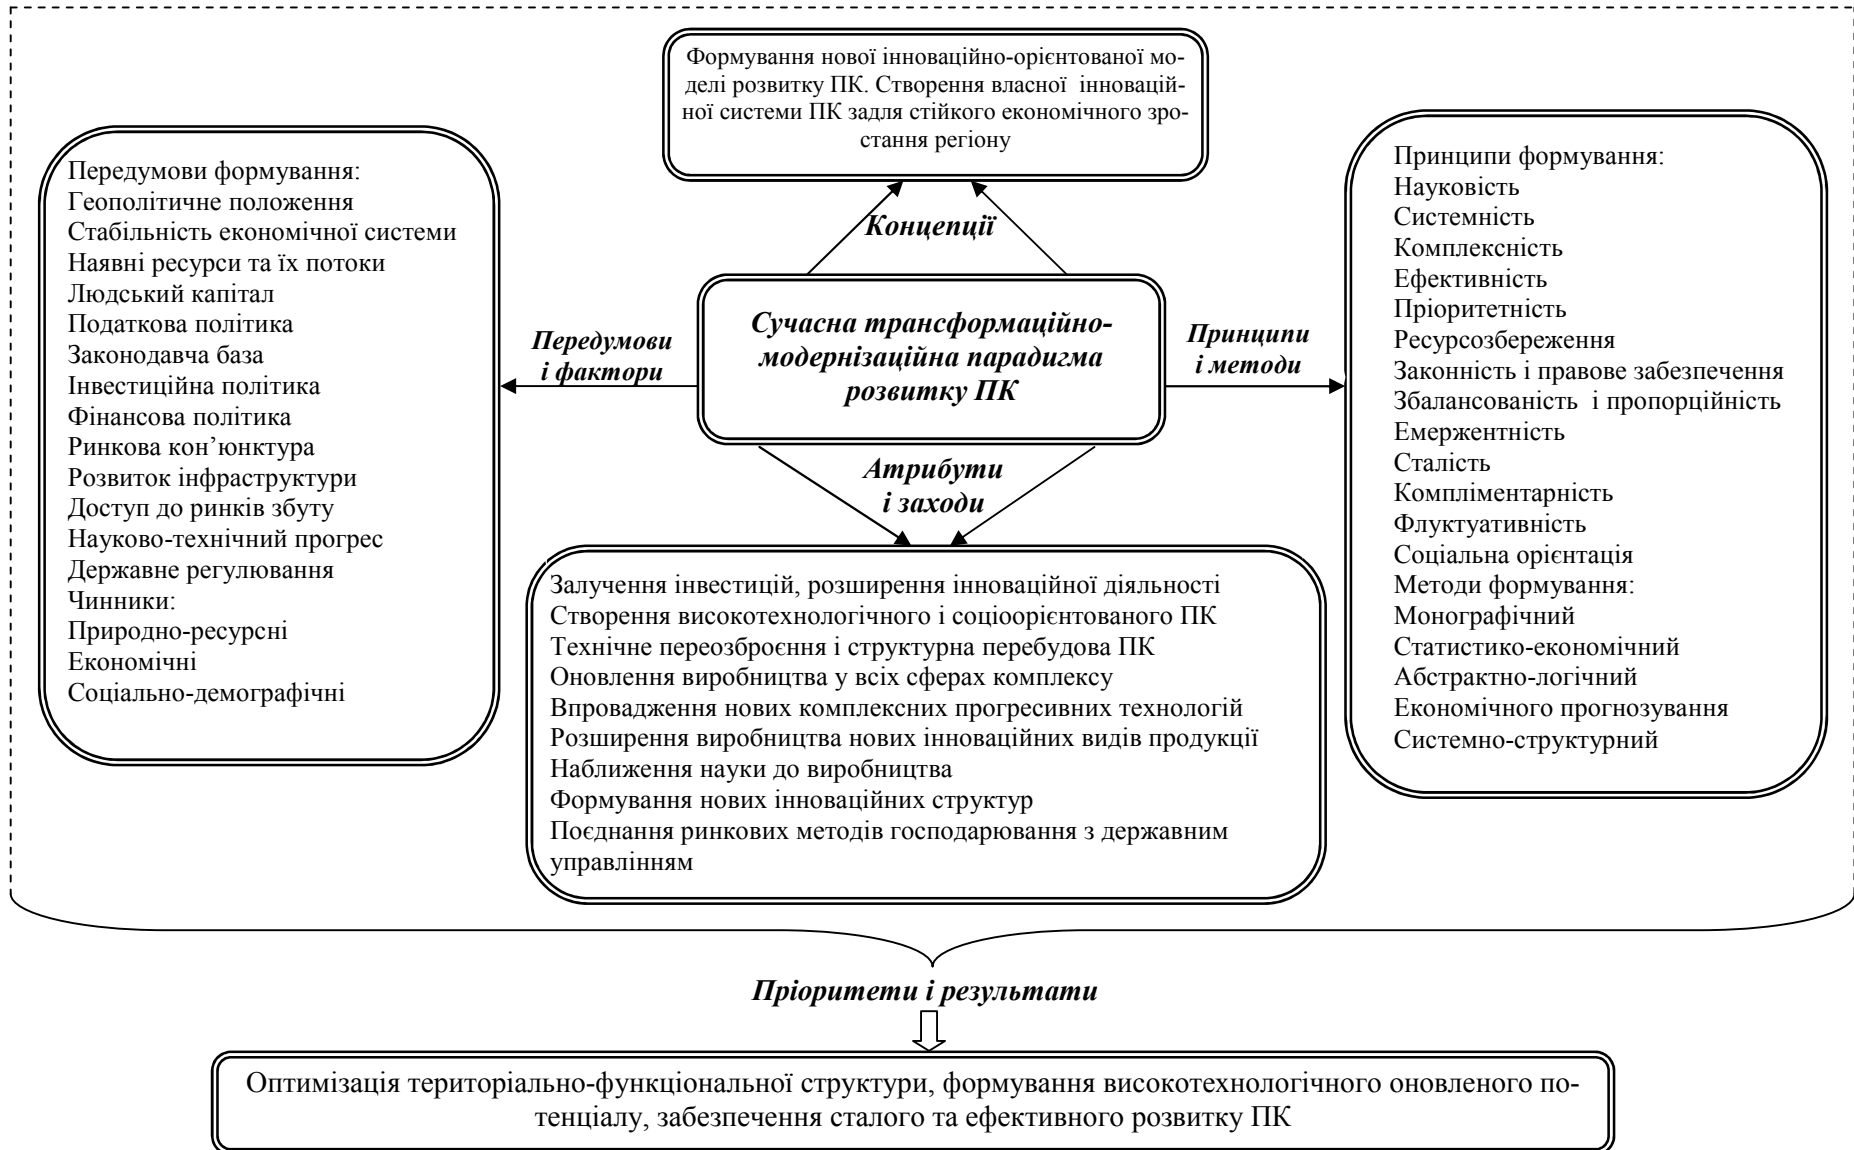 Формування нової інноваційно-орієнтованої мо-
делі розвитку ПК. Створення власної інновацій-
ної системи ПК задля стійкого економічного зро-
стання регіону
Передумови формування:
Геополітичне положення
Стабільність економічної системи
Наявні ресурси та їх потоки
Людський капітал
Податкова політика
Законодавча база
Інвестиційна політика
Фінансова політика
Ринкова кон’юнктура
Розвиток інфраструктури
Доступ до ринків збуту
Науково-технічний прогрес
Державне регулювання
Чинники:
Природно-ресурсні
Економічні
Соціально-демографічні
Концепції
Передумови
і фактори
Сучасна трансформаційно-
модернізаційна парадигма
розвитку ПК
Принципи
і методи
Атрибути
і заходи
Принципи формування:
Науковість
Системність
Комплексність
Ефективність
Пріоритетність
Ресурсозбереження
Законність і правове забезпечення
Збалансованість і пропорційність
Емержентність
Сталість
Компліментарність
Флуктуативність
Соціальна орієнтація
Методи формування:
Монографічний
Статистико-економічний
Абстрактно-логічний
Економічного прогнозування
Системно-структурний
Залучення інвестицій, розширення інноваційної діяльності
Створення високотехнологічного і соціоорієнтованого ПК
Технічне переозброєння і структурна перебудова ПК
Оновлення виробництва у всіх сферах комплексу
Впровадження нових комплексних прогресивних технологій
Розширення виробництва нових інноваційних видів продукції
Наближення науки до виробництва
Формування нових інноваційних структур
Поєднання ринкових методів господарювання з державним
управлінням
Пріоритети і результати
Оптимізація територіально-функціональної структури, формування високотехнологічного оновленого по-
тенціалу, забезпечення сталого та ефективного розвитку ПК